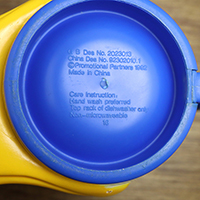 Des No. 2023013
China Des No. 92302010.1
©Promotional Partners 1992
Made in China
Care Instruction:
Hand wash preferred
Top rack of dishwasher only